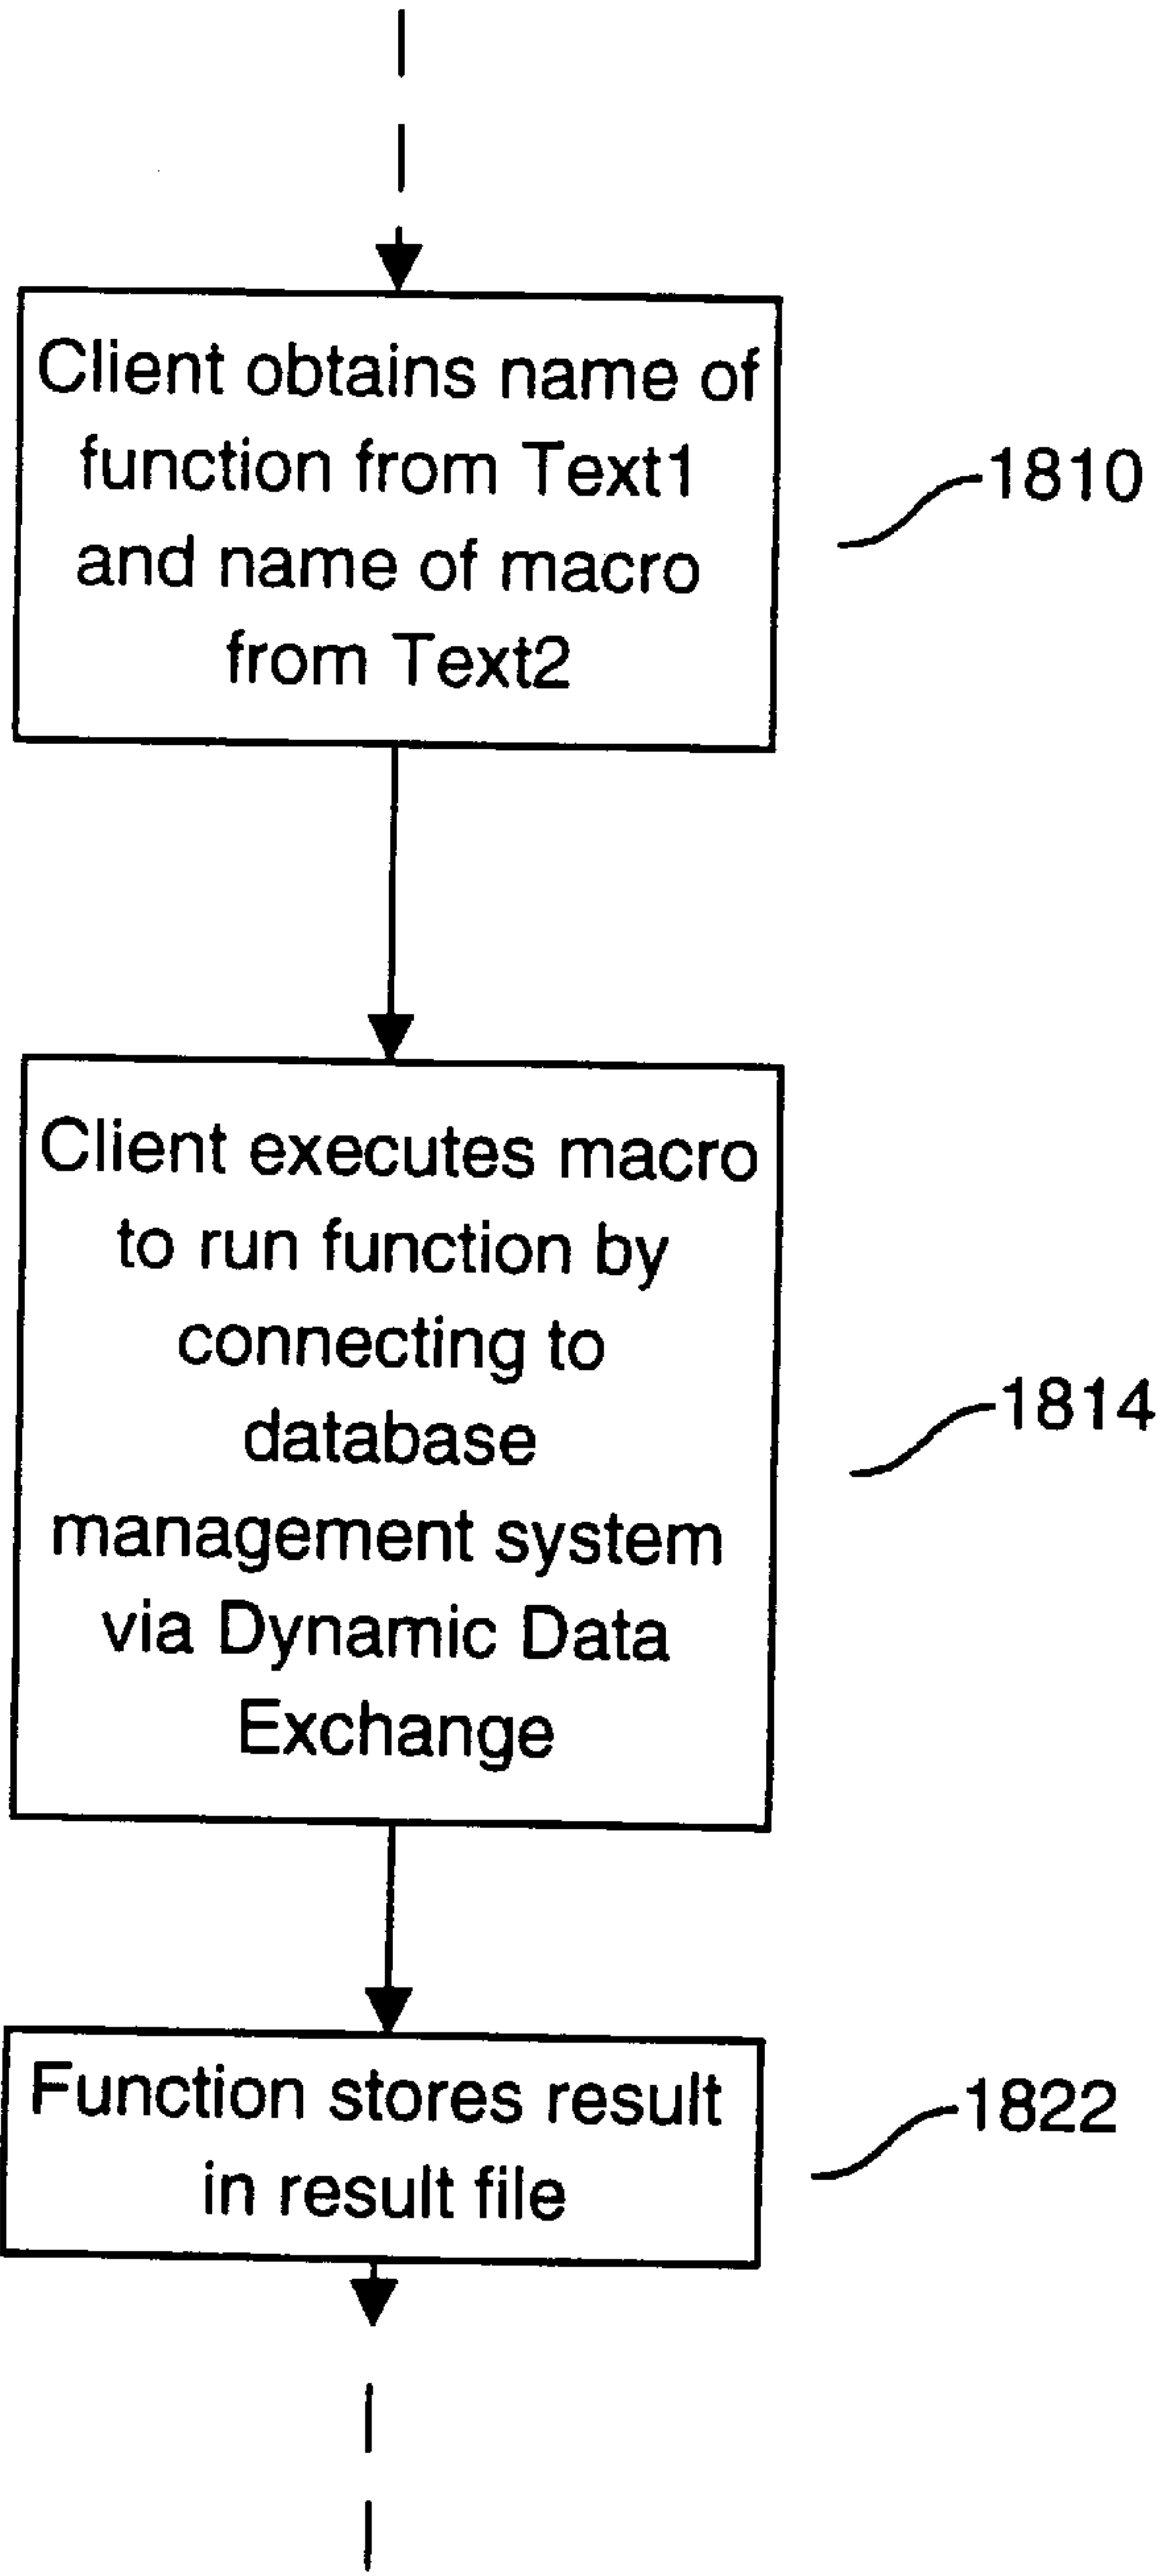 Client obtains name of
function from Text1
and name of macro
from Text2
1810
Client executes macro
to run function by
connecting to
database
management system
via Dynamic Data
Exchange
1814
Function stores result
in result file
1822